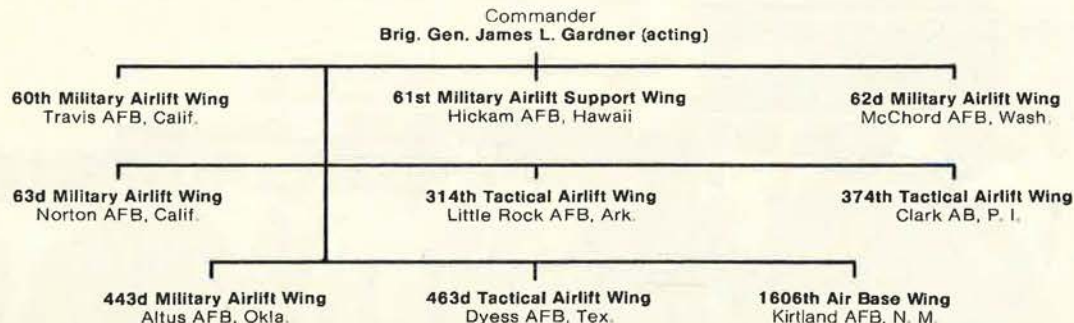 Commander
Brig. Gen. James L. Gardner (acting)
60th Military Airlift Wing
Travis AFB, Calif.
61st Military Airlift Support Wing
Hickam AFB, Hawaii
62d Military Airlift Wing
McChord AFB, Wash.
63d Military Airlift Wing
Norton AFB, Calif.
314th Tactical Airlift Wing
Little Rock AFB, Ark.
374th Tactical Airlift Wing
Clark AB, P. I.
443d Military Airlift Wing
Altus AFB, Okla.
463d Tactical Airlift Wing
Dyess AFB, Tex.
1606th Air Base Wing
Kirtland AFB, N. M.